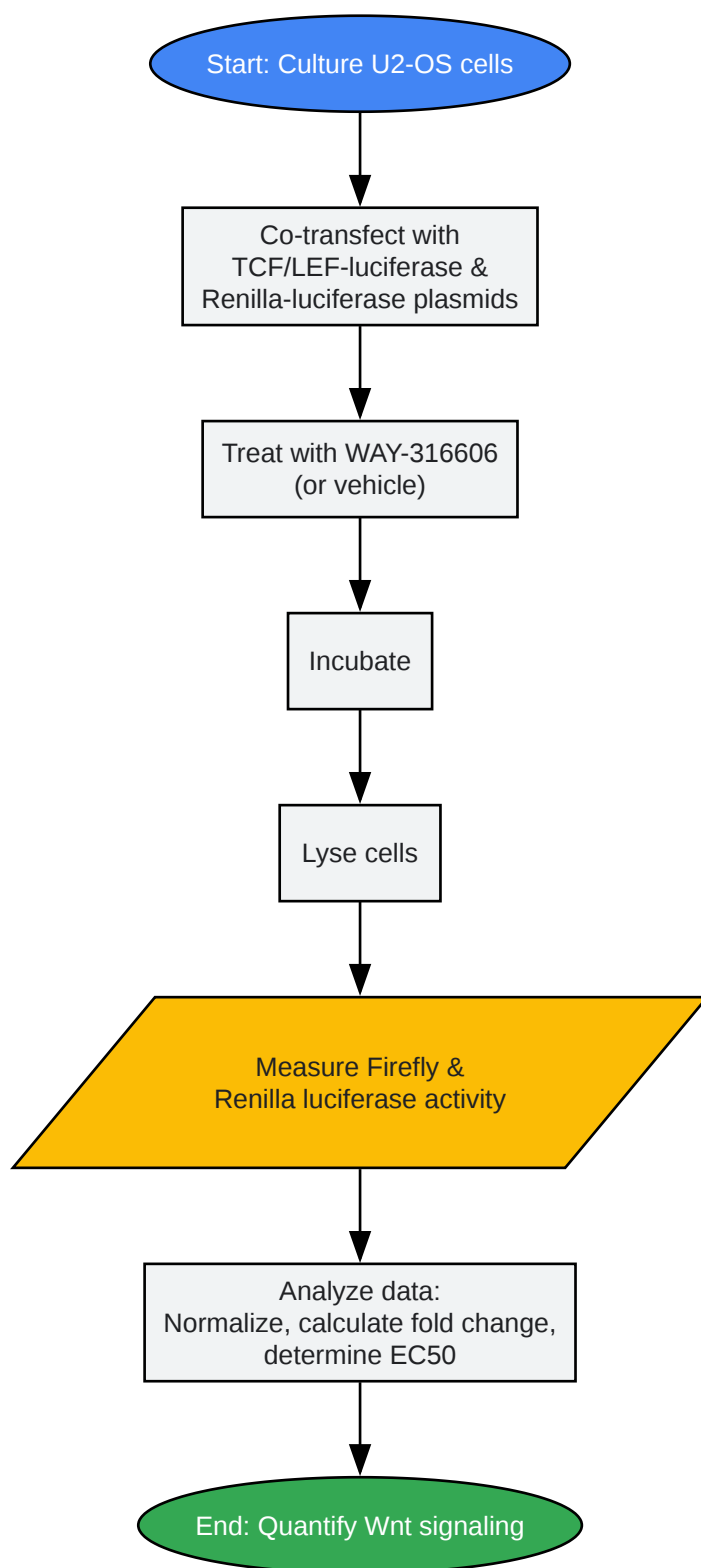 Start: Culture U2-OS cells
Co-transfect with
TCF/LEF-luciferase &
Renilla-luciferase plasmids
Treat with WAY-316606
(or vehicle)
Incubate
Lyse cells
Measure Firefly &
Renilla luciferase activity
Analyze data:
Normalize, calculate fold change,
determine EC50
End: Quantify Wnt signaling